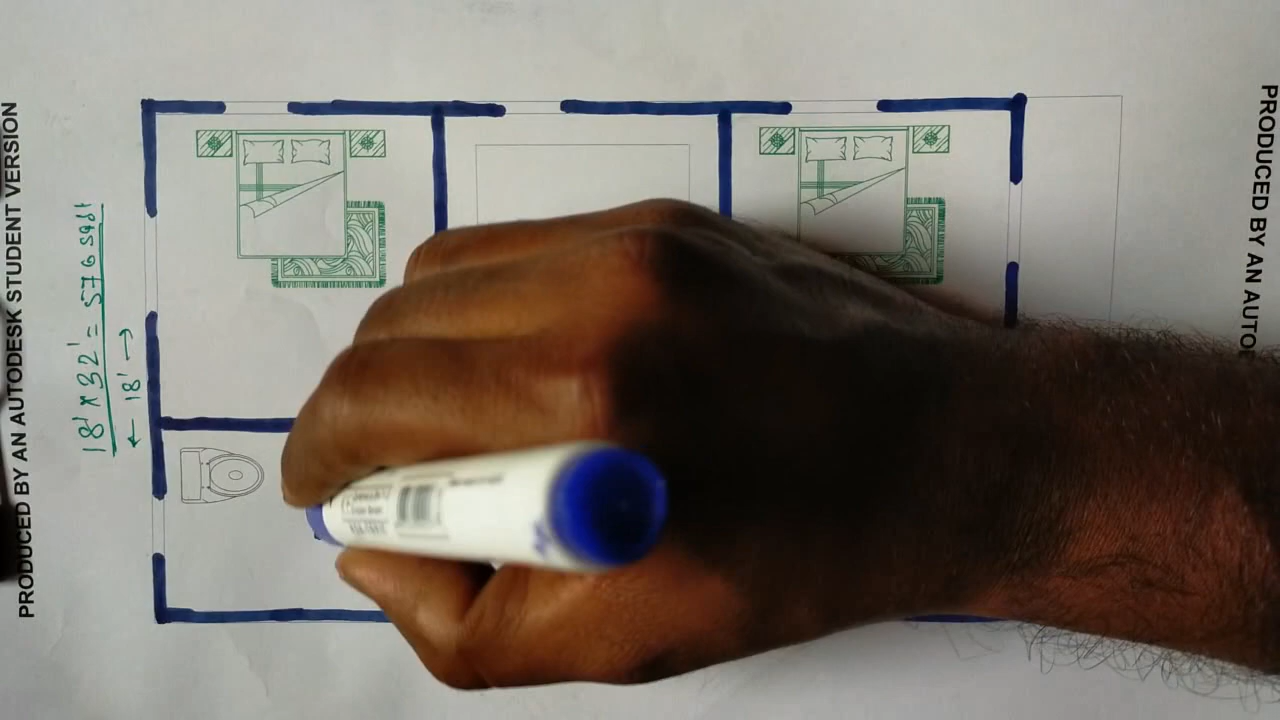 PRODUCED BY AN AUTODESK STUDENT VERSION
18' x 32' = 576 sqft
← 18' →
PRODUCED BY AN AUTO